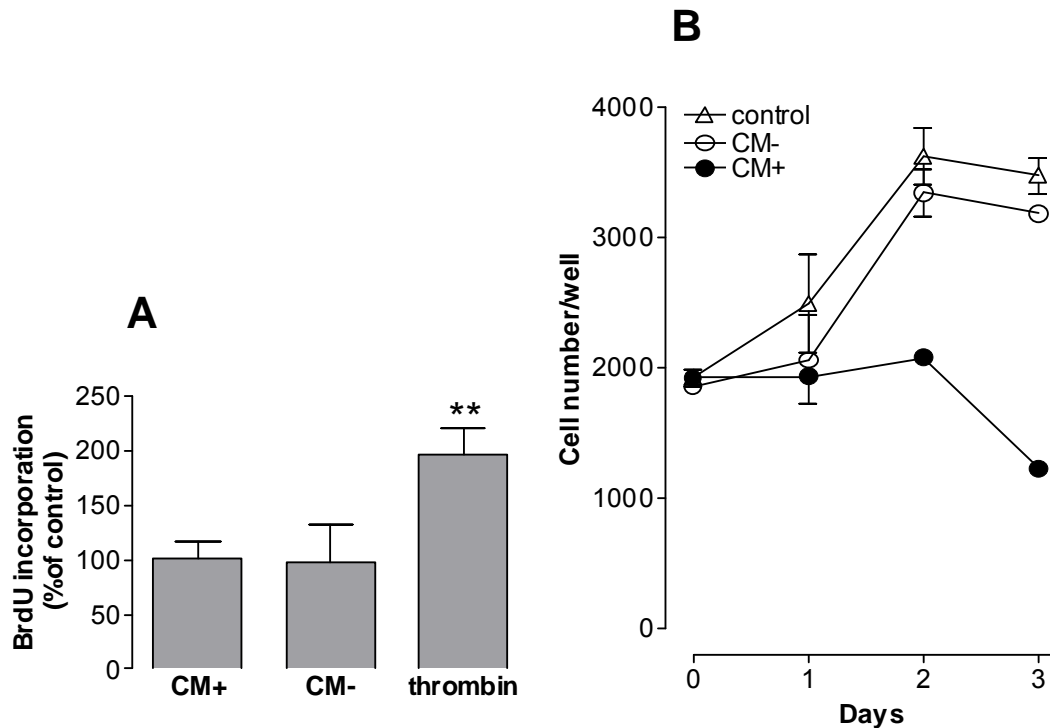 A
BrdU incorporation
(%of control)
250
200
150
100
50
0
**
CM+ CM- thrombin
B
Cell number/well
4000
3000
2000
1000
0
control
CM-
CM+
0 1 2 3
Days